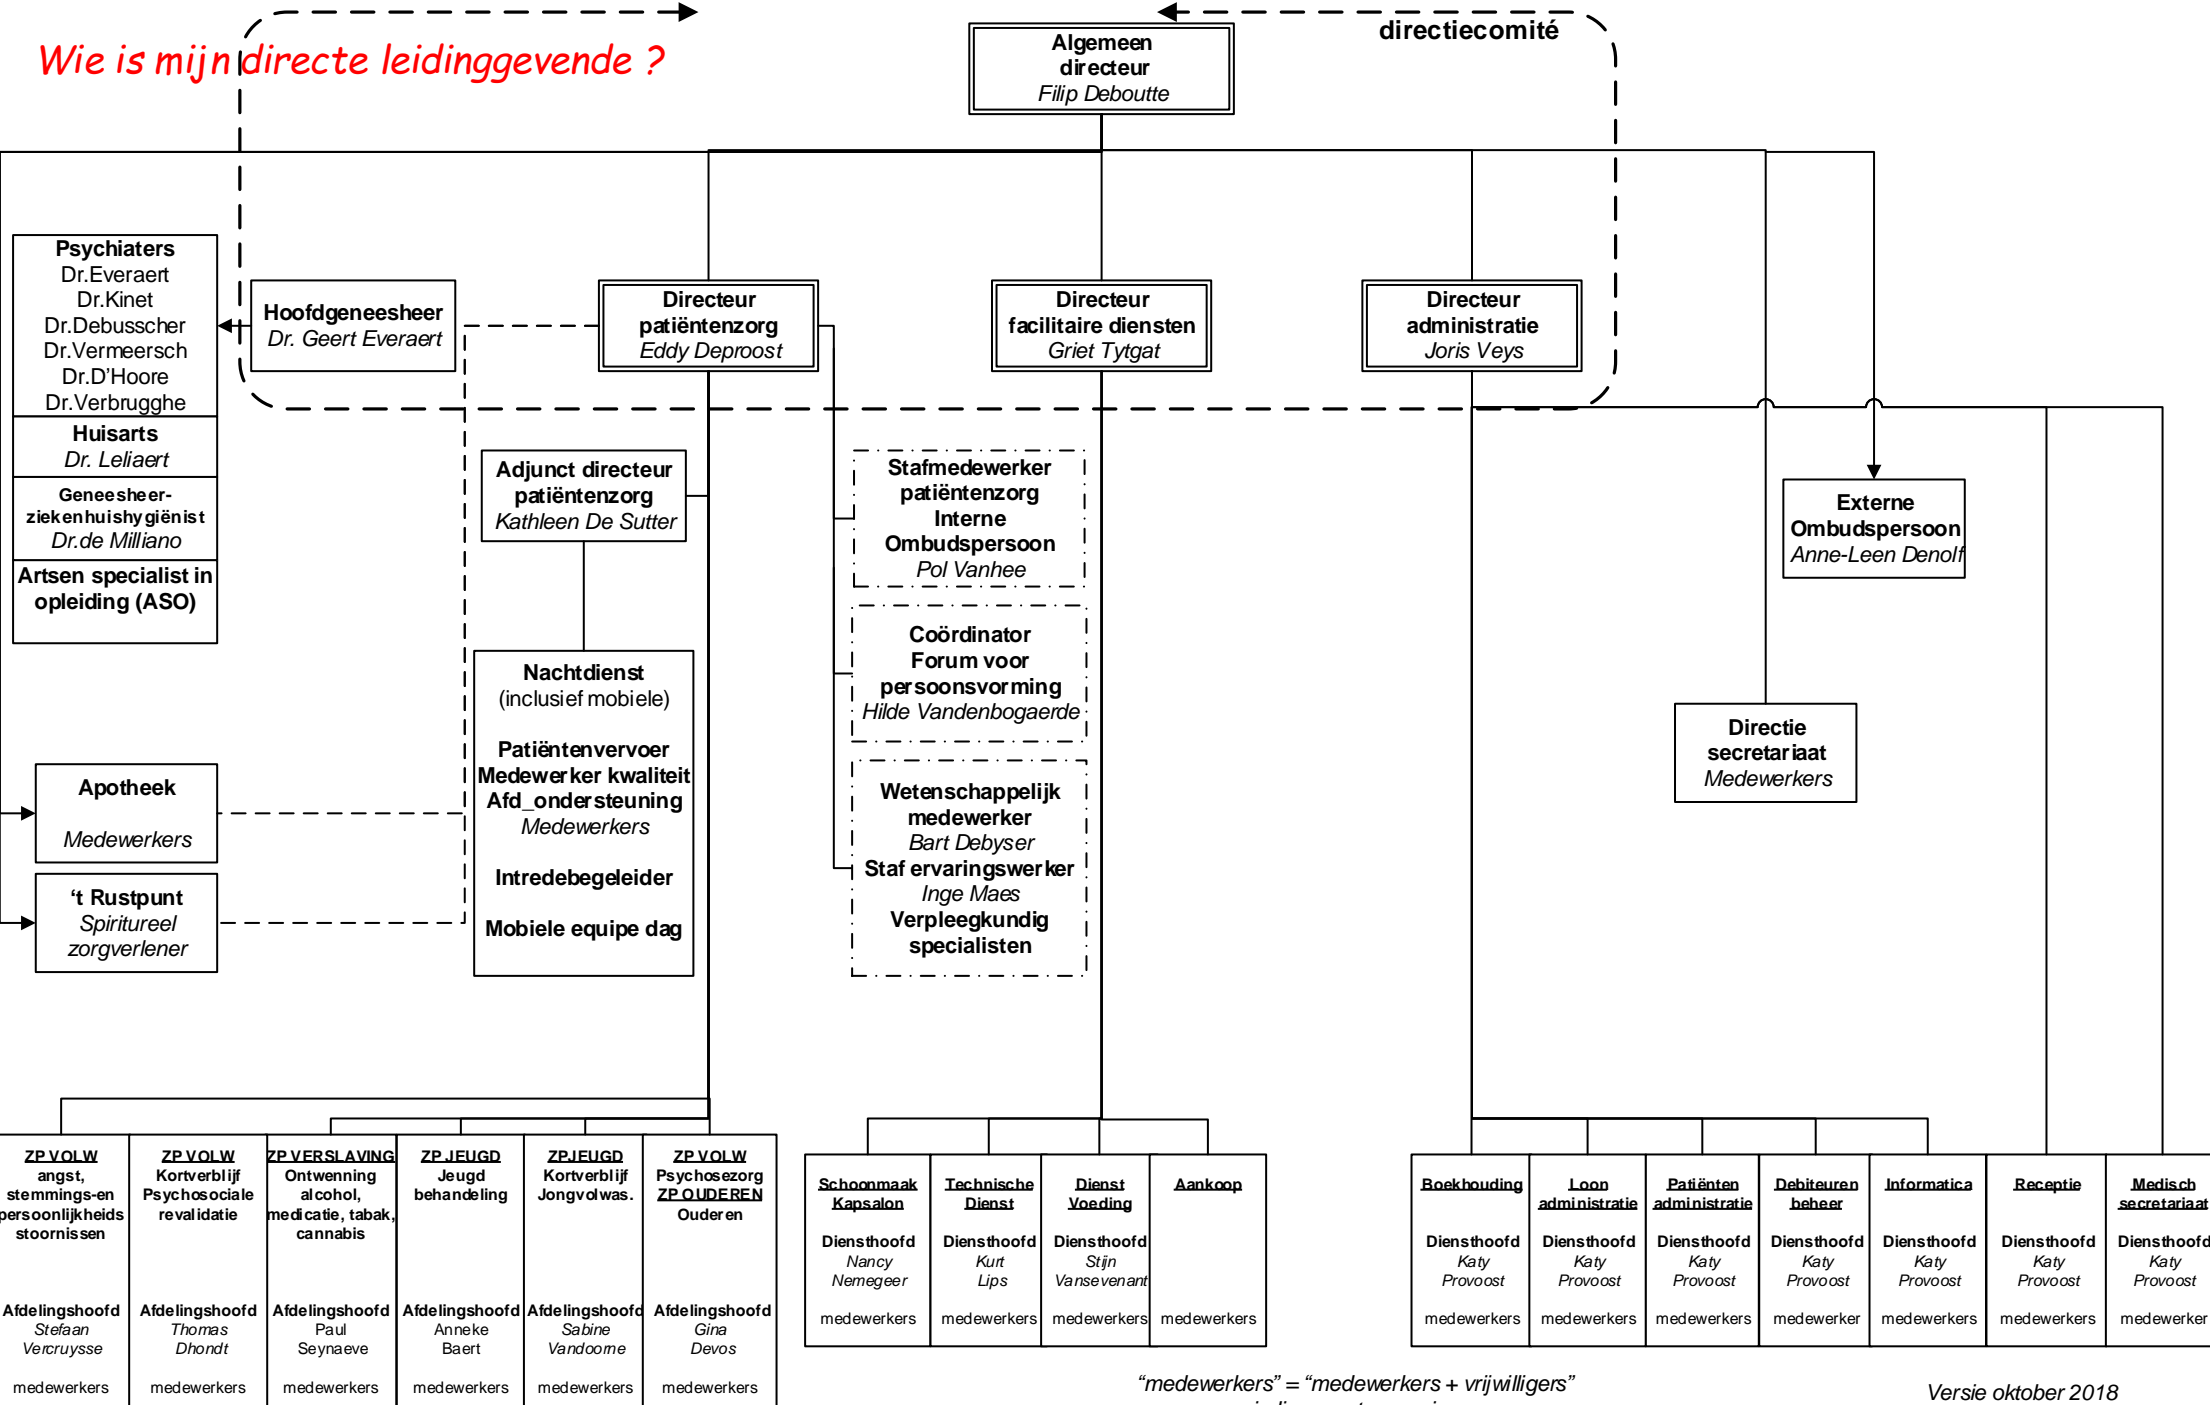 directiecomité
Wie is mijn directe leidinggevende ?
Algemeen
directeur
Filip Deboutte
Psychiaters
Dr.Everaert
Dr.Kinet
Dr.Debusscher
Dr.Vermeersch
Dr.D'Hoore
Dr.Verbrugghe
Huisarts
Dr. Leliaert
Geneesheer-
ziekenhuishygiënist
Dr.de Milliano
Artsen specialist in
opleiding (ASO)
Hoofdgeneesheer
Dr. Geert Everaert
Directeur
patiëntenzorg
Eddy Deproost
Directeur
facilitaire diensten
Griet Tytgat
Directeur
administratie
Joris Veys
Adjunct directeur
patiëntenzorg
Kathleen De Sutter
Stafmedewerker
patiëntenzorg
Interne
Ombudspersoon
Pol Vanhee
Externe
Ombudspersoon
Anne-Leen Denolf
Coördinator
Forum voor
persoonsvorming
Hilde Vandenbogaerde
Nachtdienst
(inclusief mobiele)
Patiëntenvervoer
Medewerker kwaliteit
Afd_ondersteuning
Medewerkers
Intredebegeleider
Mobiele equipe dag
Directie
secretariaat
Medewerkers
Wetenschappelijk
medewerker
Bart Debyser
Staf ervaringswerker
Inge Maes
Verpleegkundig
specialisten
Apotheek
Medewerkers
‘t Rustpunt
Spiritureel
zorgverlener
ZP VOLW
angst,
stemmings-en
persoonlijkheids
stoornissen
Afdelingshoofd
Stefaan
Vercruysse
medewerkers
ZP VOLW
Kortverblijf
Psychosociale
revalidatie
Afdelingshoofd
Thomas
Dhondt
medewerkers
ZP VERSLAVING
Ontwenning
alcohol,
medicatie, tabak,
cannabis
Afdelingshoofd
Paul
Seynaeve
medewerkers
ZP JEUGD
Jeugd
behandeling
Afdelingshoofd
Anneke
Baert
medewerkers
ZPJEUGD
Kortverblijf
Jongvolwas.
Afdelingshoofd
Sabine
Vandoorne
medewerkers
ZP VOLW
Psychosezorg
ZP OUDEREN
Ouderen
Afdelingshoofd
Gina
Devos
medewerkers
Schoonmaak
Kapsalon
Diensthoofd
Nancy
Nemegeer
medewerkers
Technische
Dienst
Diensthoofd
Kurt
Lips
medewerkers
Dienst
Voeding
Diensthoofd
Stijn
Vansevenant
medewerkers
Aankoop
medewerkers
Boekhouding
Diensthoofd
Katy
Provoost
medewerkers
Loon
administratie
Diensthoofd
Katy
Provoost
medewerkers
Patiënten
administratie
Diensthoofd
Katy
Provoost
medewerkers
Debiteuren
beheer
Diensthoofd
Katy
Provoost
medewerker
Informatica
Diensthoofd
Katy
Provoost
medewerkers
Receptie
Diensthoofd
Katy
Provoost
medewerkers
Medisch
secretariaat
Diensthoofd
Katy
Provoost
medewerker
“medewerkers” = “medewerkers + vrijwilligers”
Versie oktober 2018